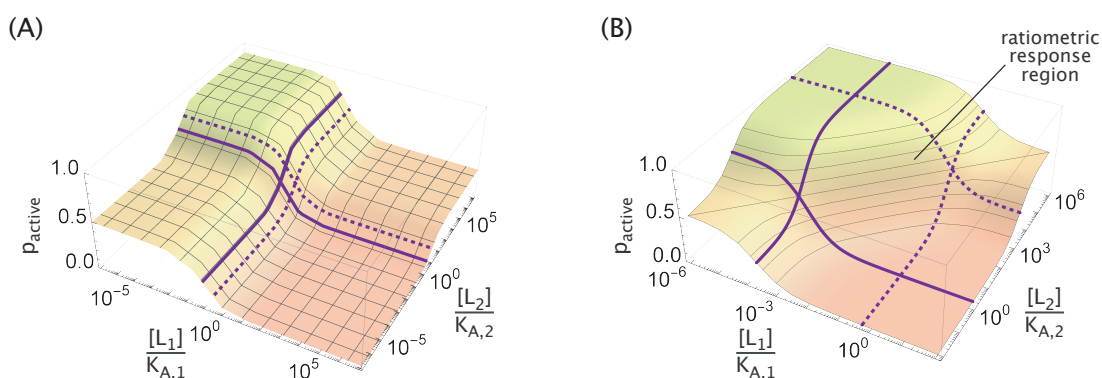 (A)
1.0
0.5
0.0
p_active
10^-5
10^0
10^5
[L_1]
K_A,1
10^-5
10^0
10^5
[L_2]
K_A,2
(B)
ratiometric
response
region
1.0
0.5
0.0
p_active
10^-6
10^-3
10^0
[L_1]
K_A,1
10^0
10^3
10^6
[L_2]
K_A,2